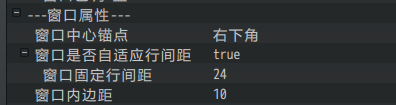 ---窗口属性---
窗口中心锚点 右下角
窗口是否自适应行间距 true
窗口固定行间距 24
窗口内边距 10